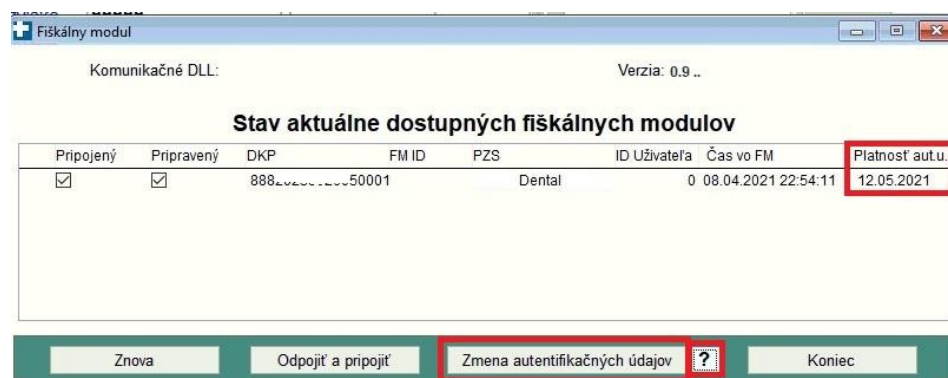 Fiškálny modul
Komunikačné DLL: Verzia: 0.9 ..
Stav aktuálne dostupných fiškálnych modulov
Pripojený Pripravený DKP FM ID PZS ID Uživateľa Čas vo FM Platnosť aut.u.
Dental 0 08.04.2021 22:54:11 12.05.2021
Znova Odpojiť a pripojiť Zmena autentifikačných údajov ? Koniec